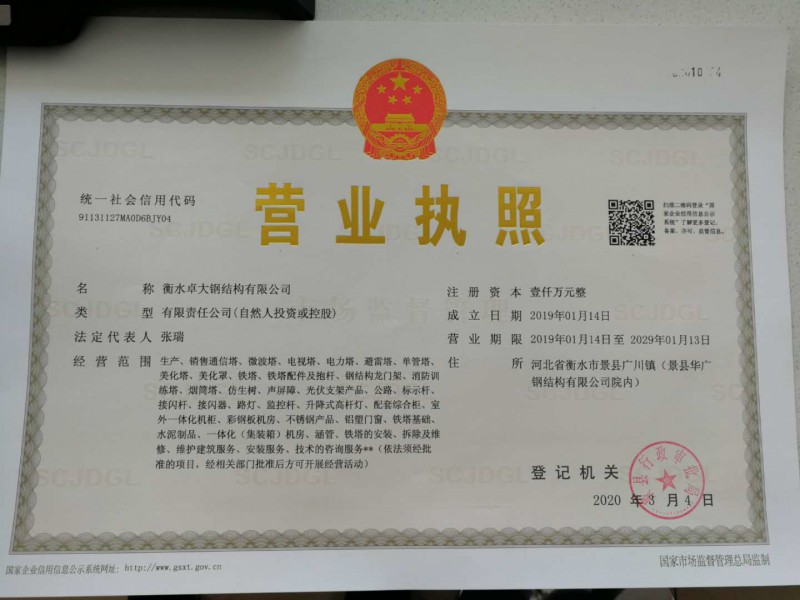 统一社会信用代码
91131127MA0D6BJY04
营业执照
扫描二维码登录“国
家企业信用信息公示
系统”了解更多登记、
备案、许可、监管信息。
名称 衡水卓大钢结构有限公司
类型 有限责任公司(自然人投资或控股)
法定代表人 张瑞
经营范围 生产、销售通信塔、微波塔、电视塔、电力塔、避雷塔、单管塔、
美化塔、美化罩、铁塔、铁塔配件及抱杆、钢结构龙门架、消防训
练塔、烟筒塔、仿生树、声屏障、光伏支架产品、公路、标示杆、
接闪杆、接闪器、路灯、监控杆、升降式高杆灯、配套综合柜、室
外一体化机柜、彩钢板机房、不锈钢产品、铝塑门窗、铁塔基础、
水泥制品、一体化（集装箱）机房、涵管、铁塔的安装、拆除及维
修、维护建筑服务、安装服务、技术的咨询服务**（依法须经批
准的项目，经相关部门批准后方可开展经营活动）
注册资本 壹仟万元整
成立日期 2019年01月14日
营业期限 2019年01月14日至 2029年01月13日
住所 河北省衡水市景县广川镇（景县华广
钢结构有限公司院内）
登记机关
景县行政审批局
2020 年 3 月 4 日
国家企业信用信息公示系统网址：http://www.gsxt.gov.cn
国家市场监督管理总局监制
SCJDGL
市场监督管理